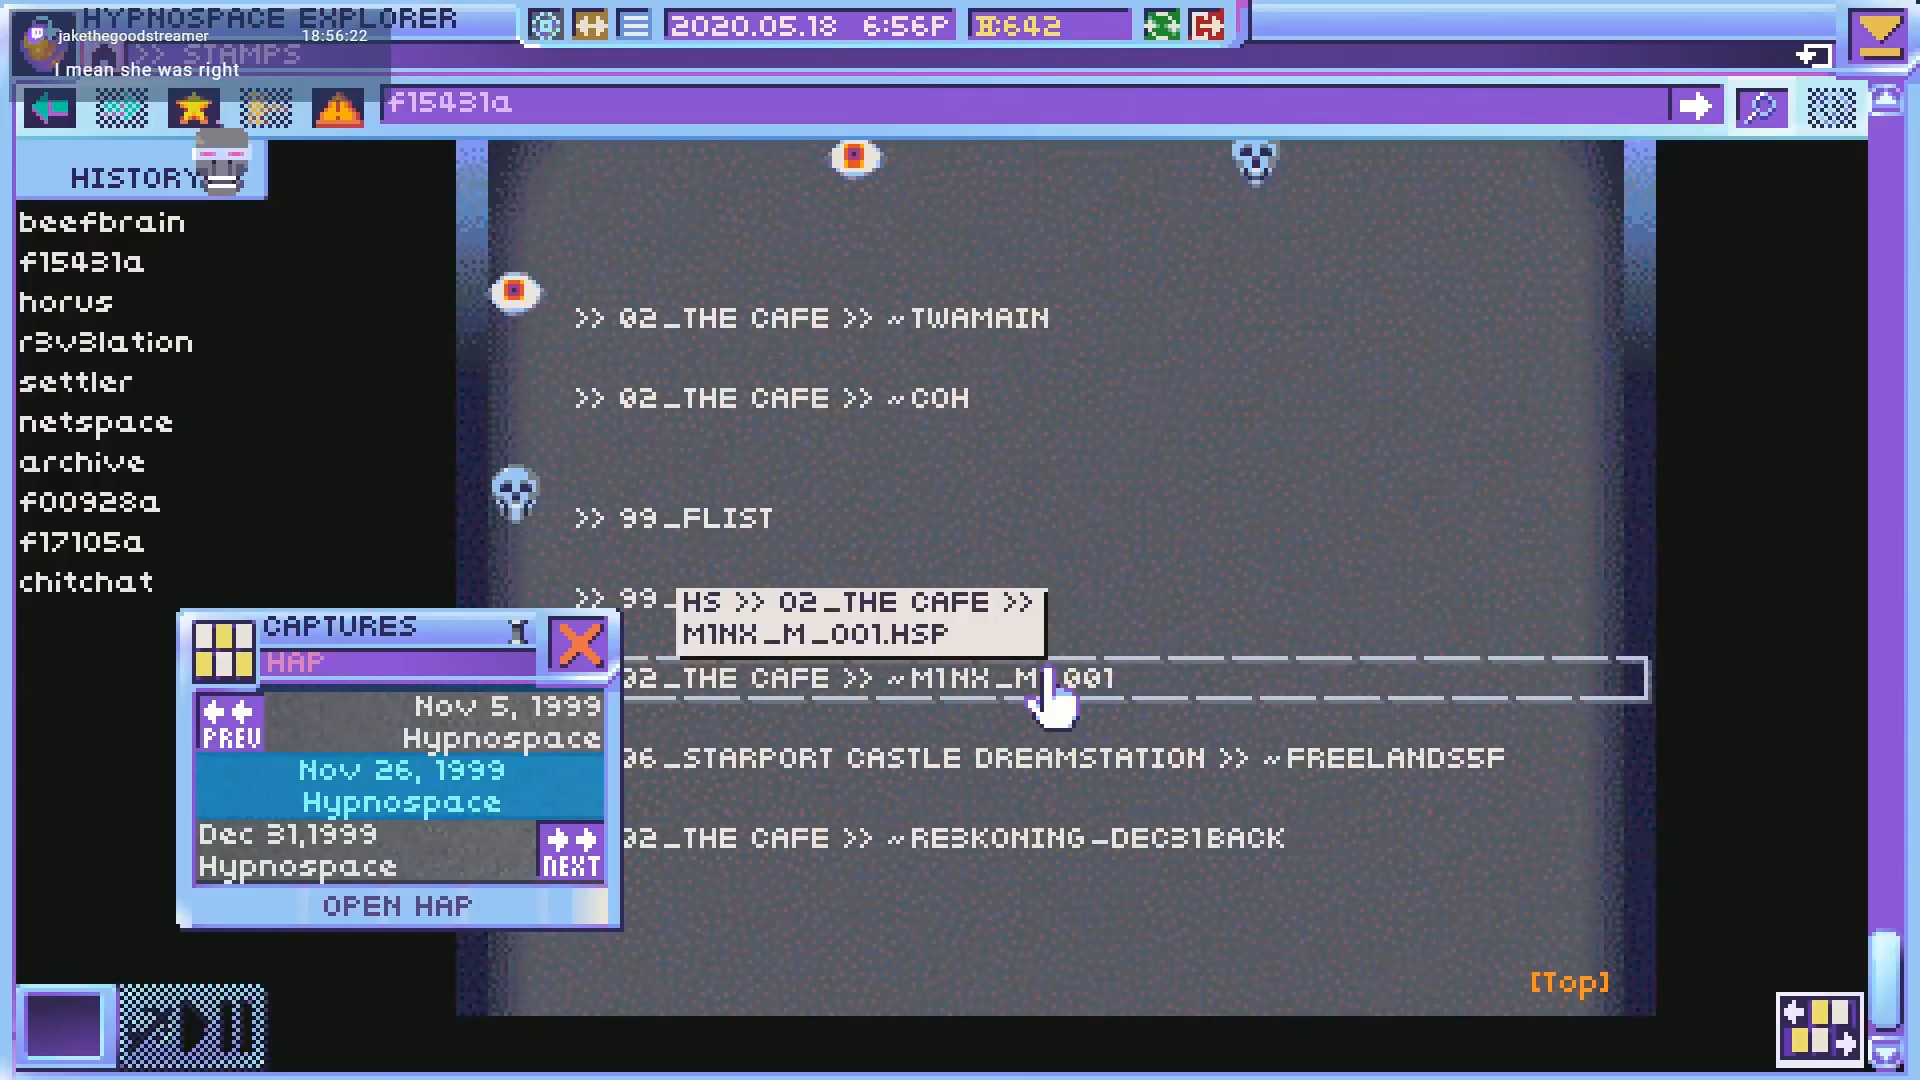 HYPNOSPACE EXPLORER
jakethegoodstreamer 18:56:22
>> STAMPS
I mean she was right
2020.05.18 6:56P
642
f15431a
HISTORY
beefbrain
f15431a
horus
r3v3lation
settler
netspace
archive
f00928a
f17105a
chitchat
>> 02_THE CAFE >> ~TWAMAIN
>> 02_THE CAFE >> ~COH
>> 99_FLIST
>> 99_
HS >> 02_THE CAFE >>
M1NX_M_001.HSP
02_THE CAFE >> ~M1NX_M_001
06_STARPORT CASTLE DREAMSTATION >> ~FREELANDS5F
02_THE CAFE >> ~RE3KONING-DEC31BACK
[Top]
CAPTURES
HAP
PREV
Nov 5, 1999
Hypnospace
Nov 26, 1999
Hypnospace
Dec 31,1999
Hypnospace
NEXT
OPEN HAP